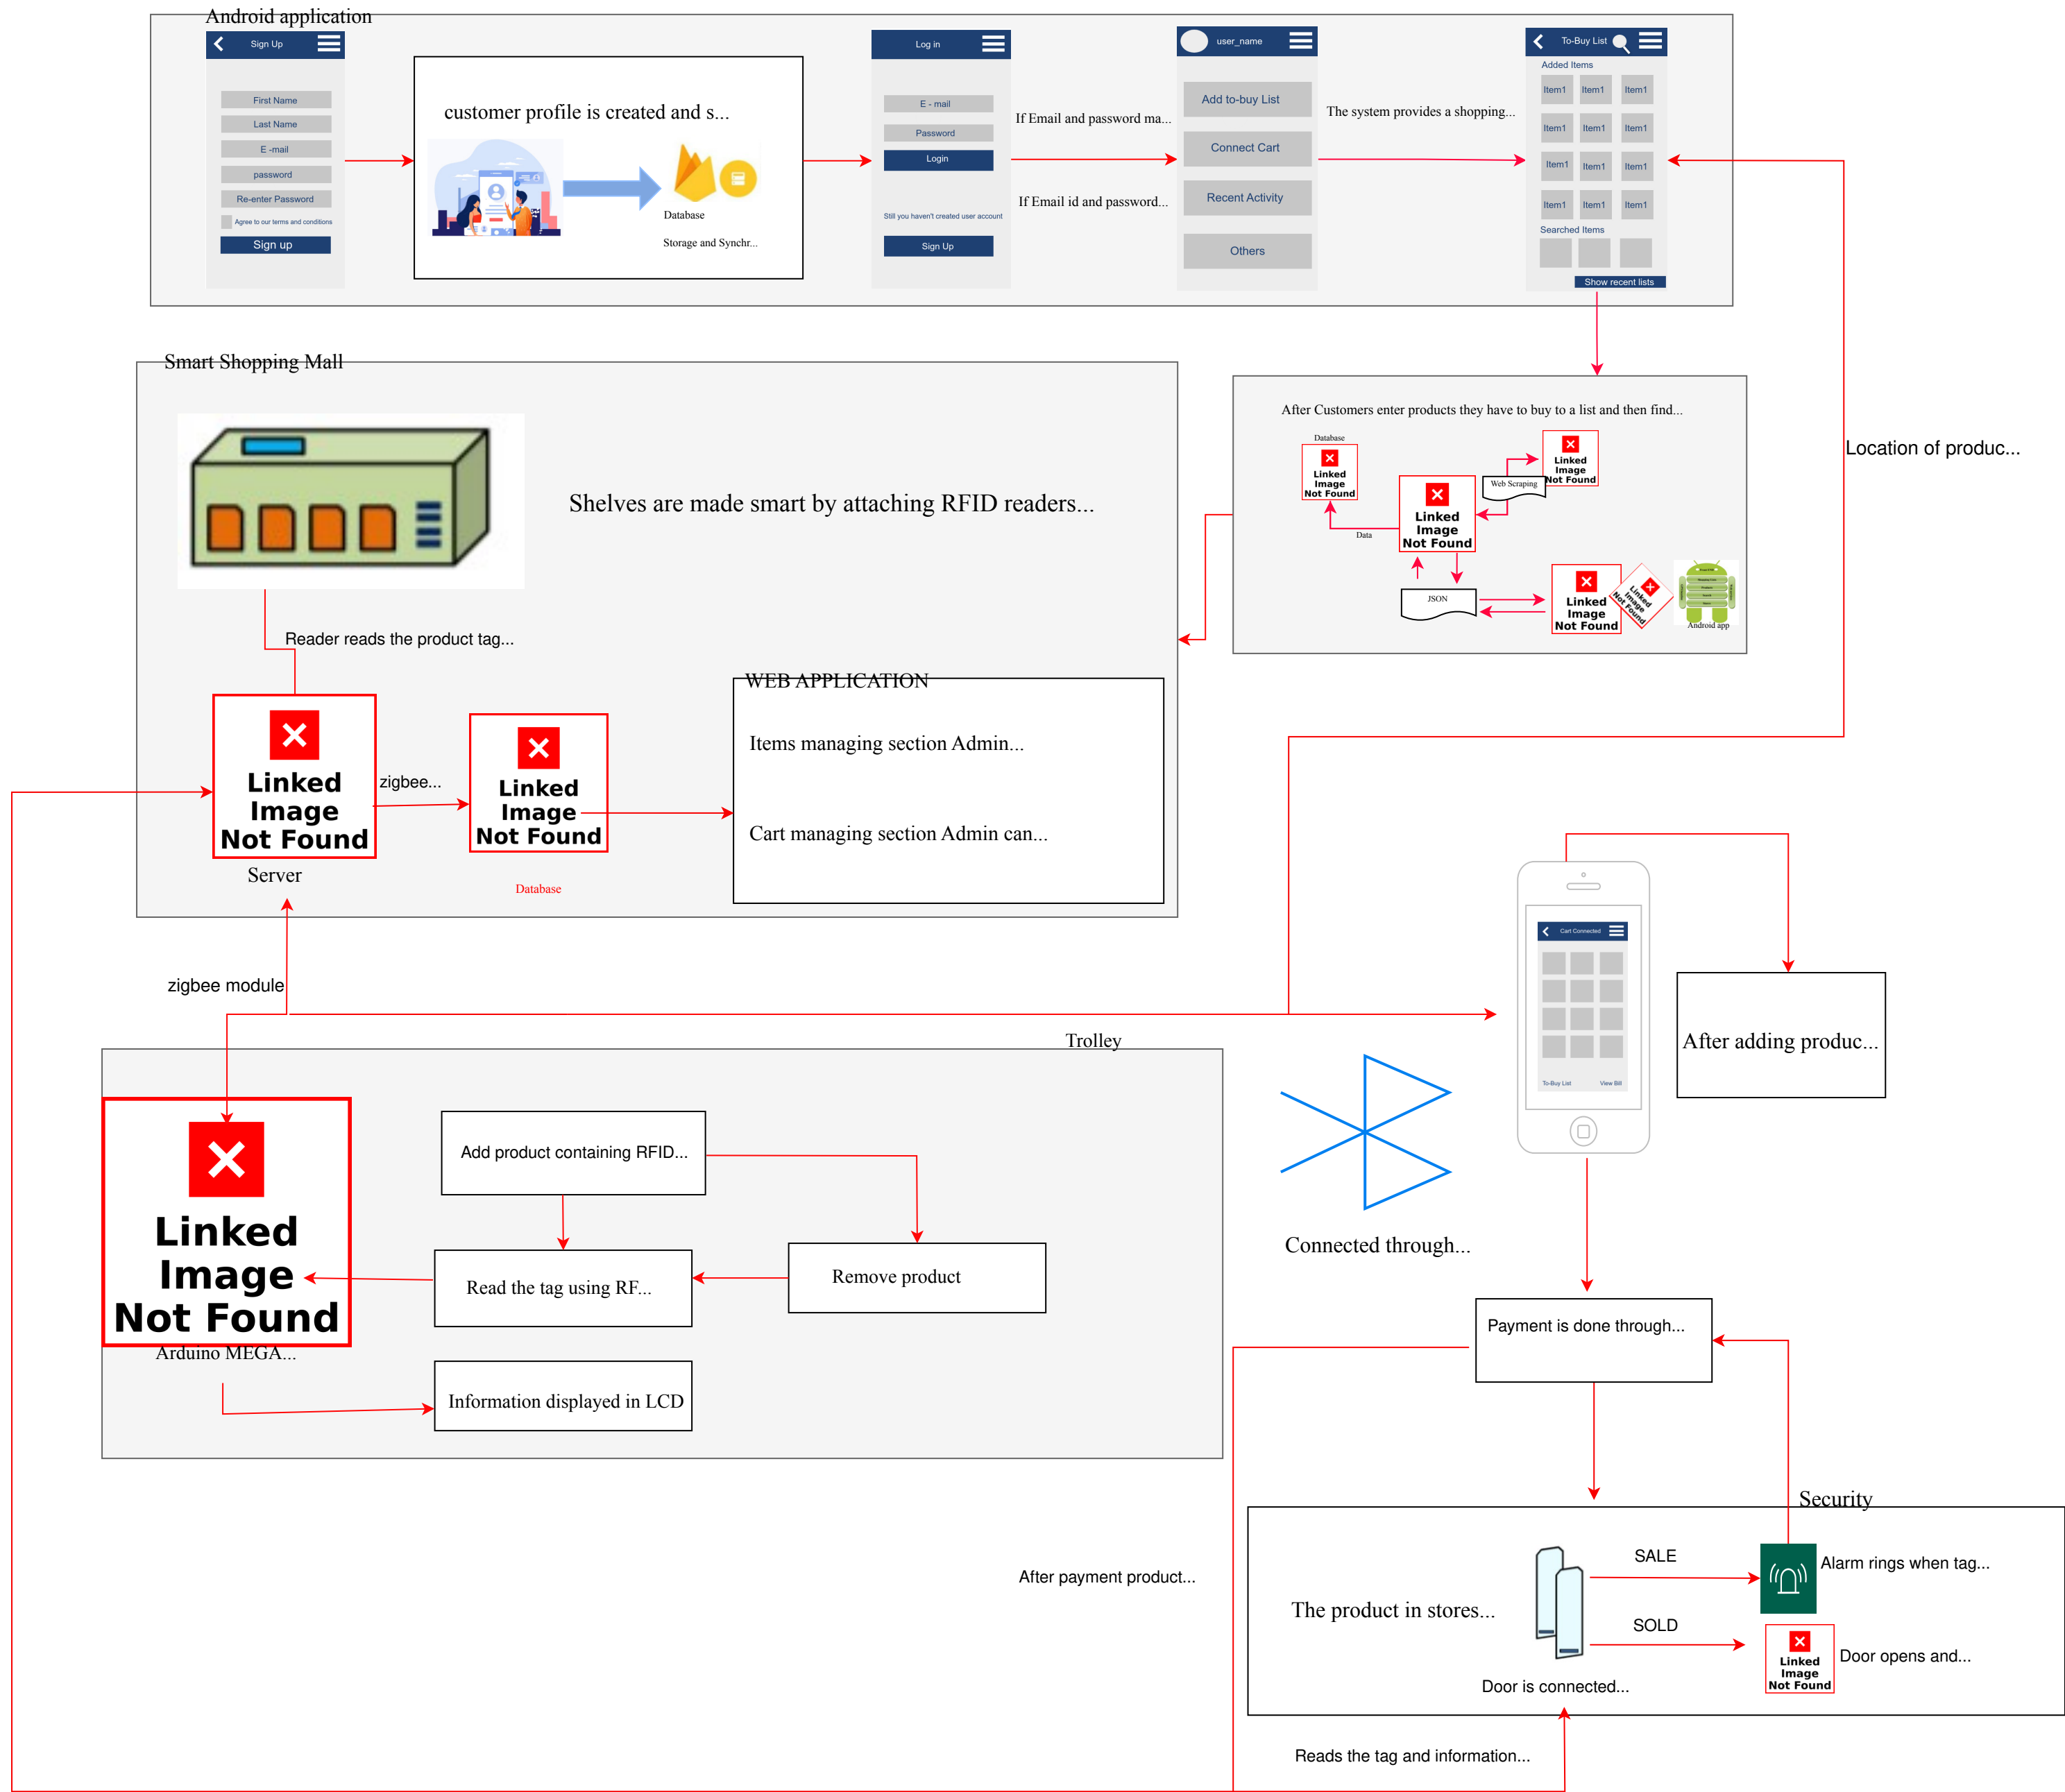 Android application
Sign Up
First Name
Last Name
E -mail
password
Re-enter Password
Agree to our terms and conditions
Sign up
customer profile is created and s...
Database
Storage and Synchr...
Log in
E - mail
Password
Login
Still you haven't created user account
Sign Up
If Email and password ma...
If Email id and password...
user_name
Add to-buy List
Connect Cart
Recent Activity
Others
The system provides a shopping...
To-Buy List
Added Items
Item1 Item1 Item1
Item1 Item1 Item1
Item1 Item1 Item1
Item1 Item1 Item1
Searched Items
Show recent lists
Smart Shopping Mall
Shelves are made smart by attaching RFID readers...
Reader reads the product tag...
Linked
Image
Not Found
Server
zigbee...
Linked
Image
Not Found
Database
WEB APPLICATION
Items managing section Admin...
Cart managing section Admin can...
After Customers enter products they have to buy to a list and then find...
Database
Linked
Image
Not Found
Linked
Image
Not Found
Web Scraping
Linked
Image
Not Found
Data
JSON
Linked
Image
Not Found
Linked
Image
Not Found
Android app
Location of produc...
zigbee module
Trolley
Linked
Image
Not Found
Arduino MEGA...
Add product containing RFID...
Read the tag using RF...
Remove product
Information displayed in LCD
Cart Connected
To-Buy List
View Bill
After adding produc...
Connected through...
Payment is done through...
After payment product...
Security
The product in stores...
SALE
SOLD
Alarm rings when tag...
Linked
Image
Not Found
Door opens and...
Door is connected...
Reads the tag and information...